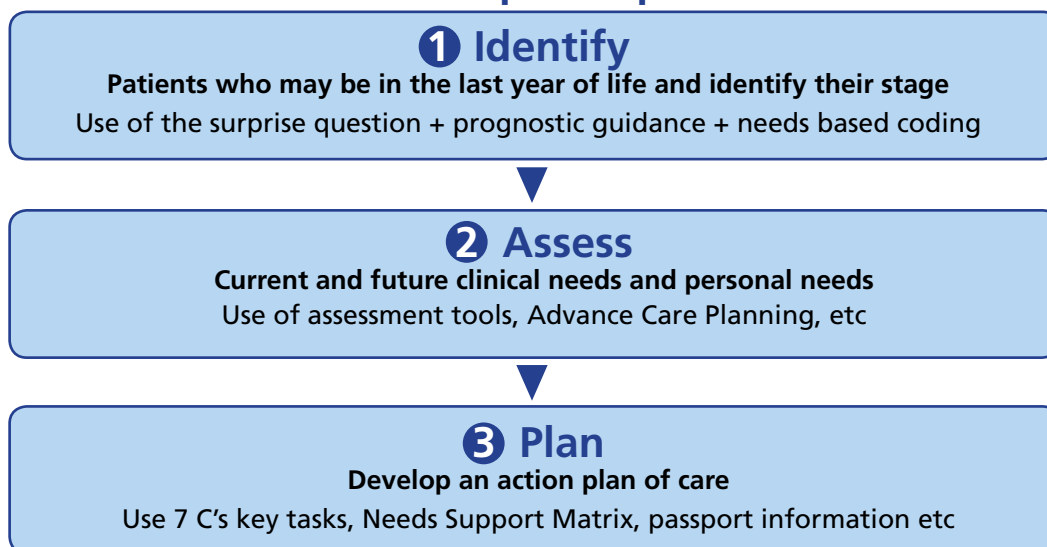 1 Identify
Patients who may be in the last year of life and identify their stage
Use of the surprise question + prognostic guidance + needs based coding
2 Assess
Current and future clinical needs and personal needs
Use of assessment tools, Advance Care Planning, etc
3 Plan
Develop an action plan of care
Use 7 C's key tasks, Needs Support Matrix, passport information etc